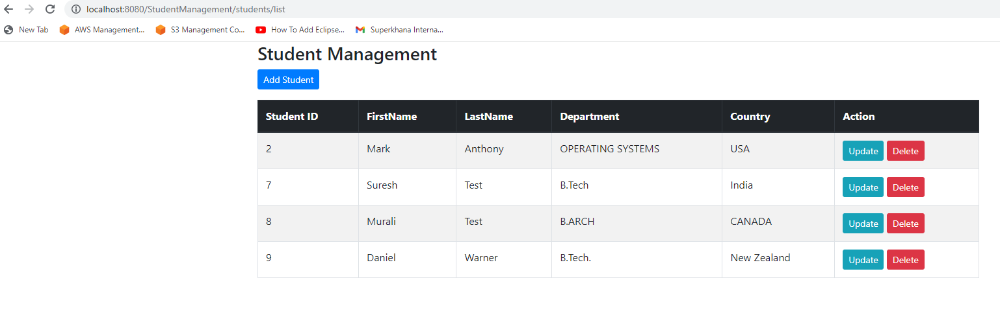 localhost:8080/StudentManagement/students/list
New Tab AWS Management... S3 Management Co... How To Add Eclipse... Superkhana Interna...
Student Management
Add Student
Student ID FirstName LastName Department Country Action
2 Mark Anthony OPERATING SYSTEMS USA Update Delete
7 Suresh Test B.Tech India Update Delete
8 Murali Test B.ARCH CANADA Update Delete
9 Daniel Warner B.Tech. New Zealand Update Delete